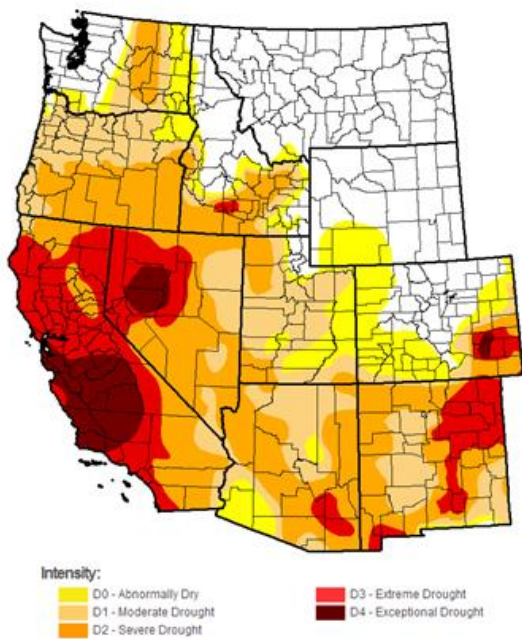 Intensity:
D0 - Abnormally Dry
D1 - Moderate Drought
D2 - Severe Drought
D3 - Extreme Drought
D4 - Exceptional Drought